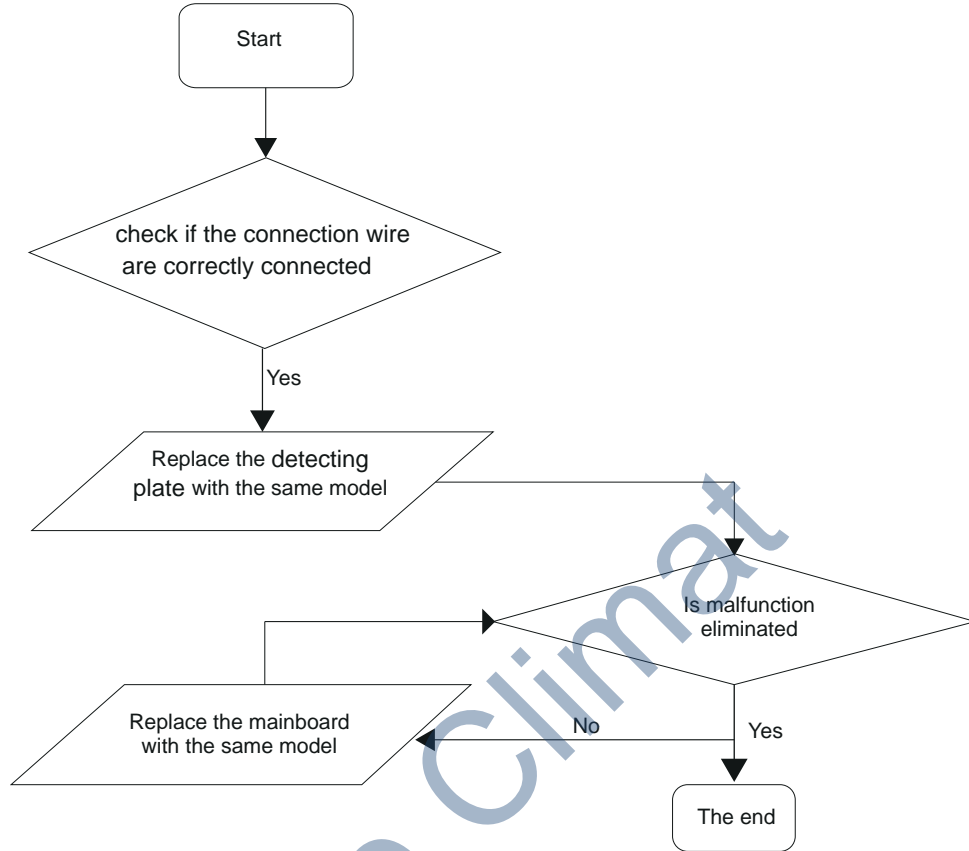 Start
check if the connection wire
are correctly connected
Yes
Replace the detecting
plate with the same model
Is malfunction
eliminated
Replace the mainboard
with the same model
No
Yes
The end
Climat